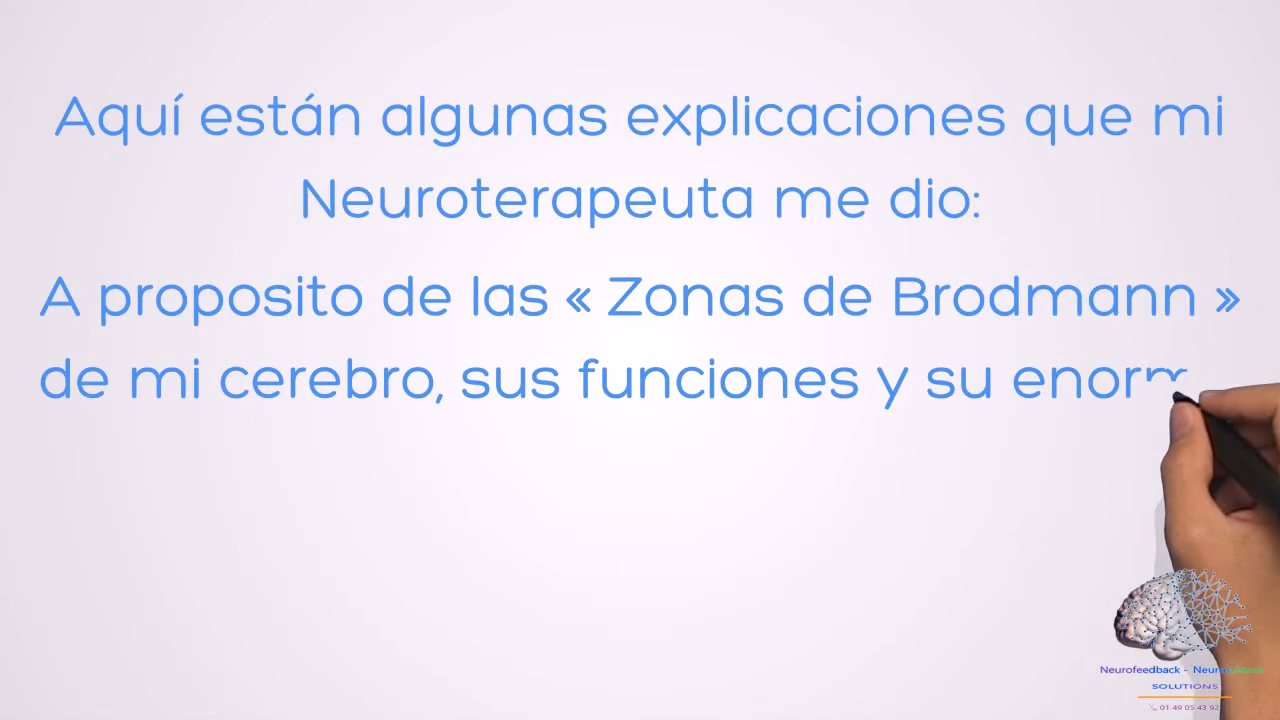 Aquí están algunas explicaciones que mi
Neuroterapeuta me dio:
A proposito de las « Zonas de Brodmann »
de mi cerebro, sus funciones y su
Neurofeedback -
SOLUTIONS
01 49 05 43 92